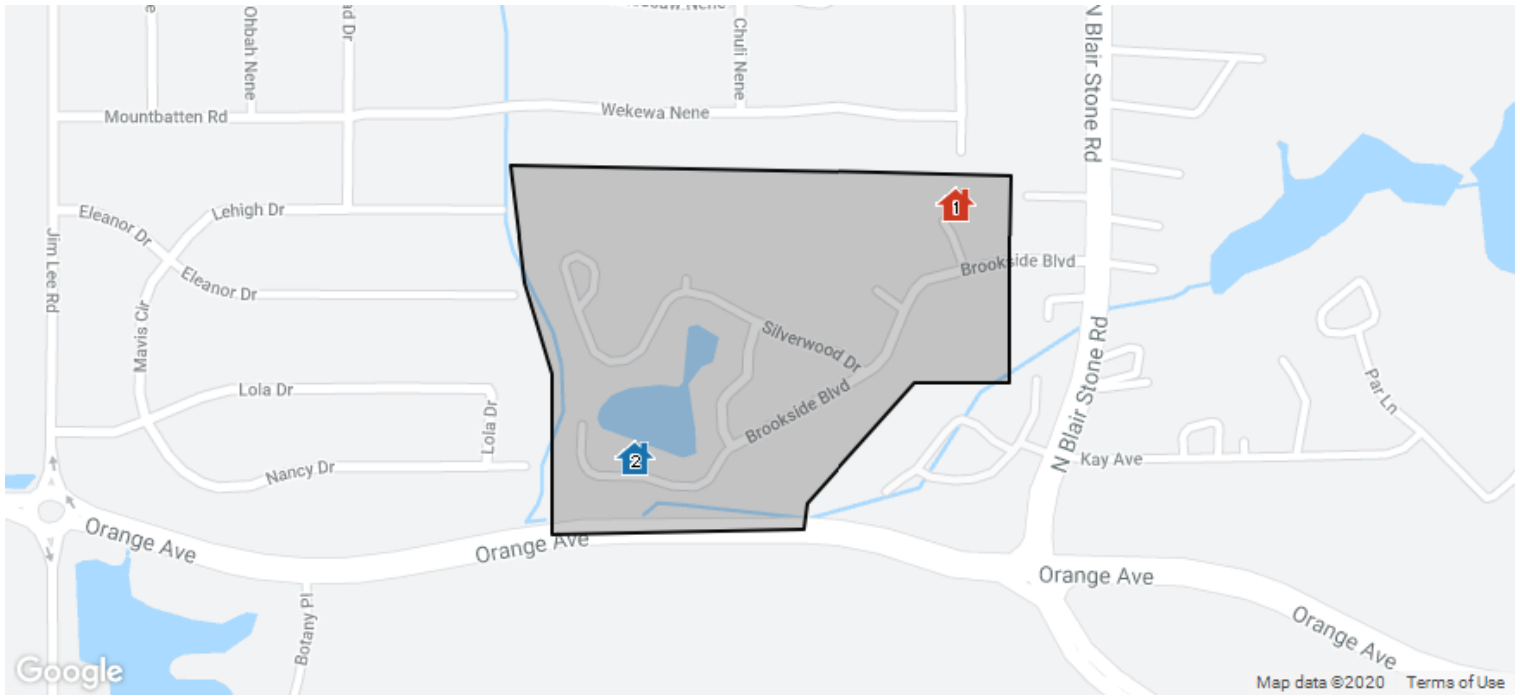 Ohbah Nene
Chuli Nene
N Blair Stone Rd
Mountbatten Rd
Wekewa Nene
1
Lehigh Dr
Eleanor Dr
Jim Lee Rd
Brookside Blvd
Eleanor Dr
Mavis Cir
Silverwood Dr
Lola Dr
Lola Dr
Brookside Blvd
N Blair Stone Rd
Par Ln
2
Nancy Dr
Kay Ave
Orange Ave
Orange Ave
Orange Ave
Botany Pl
Orange Ave
Google
Map data ©2020 Terms of Use